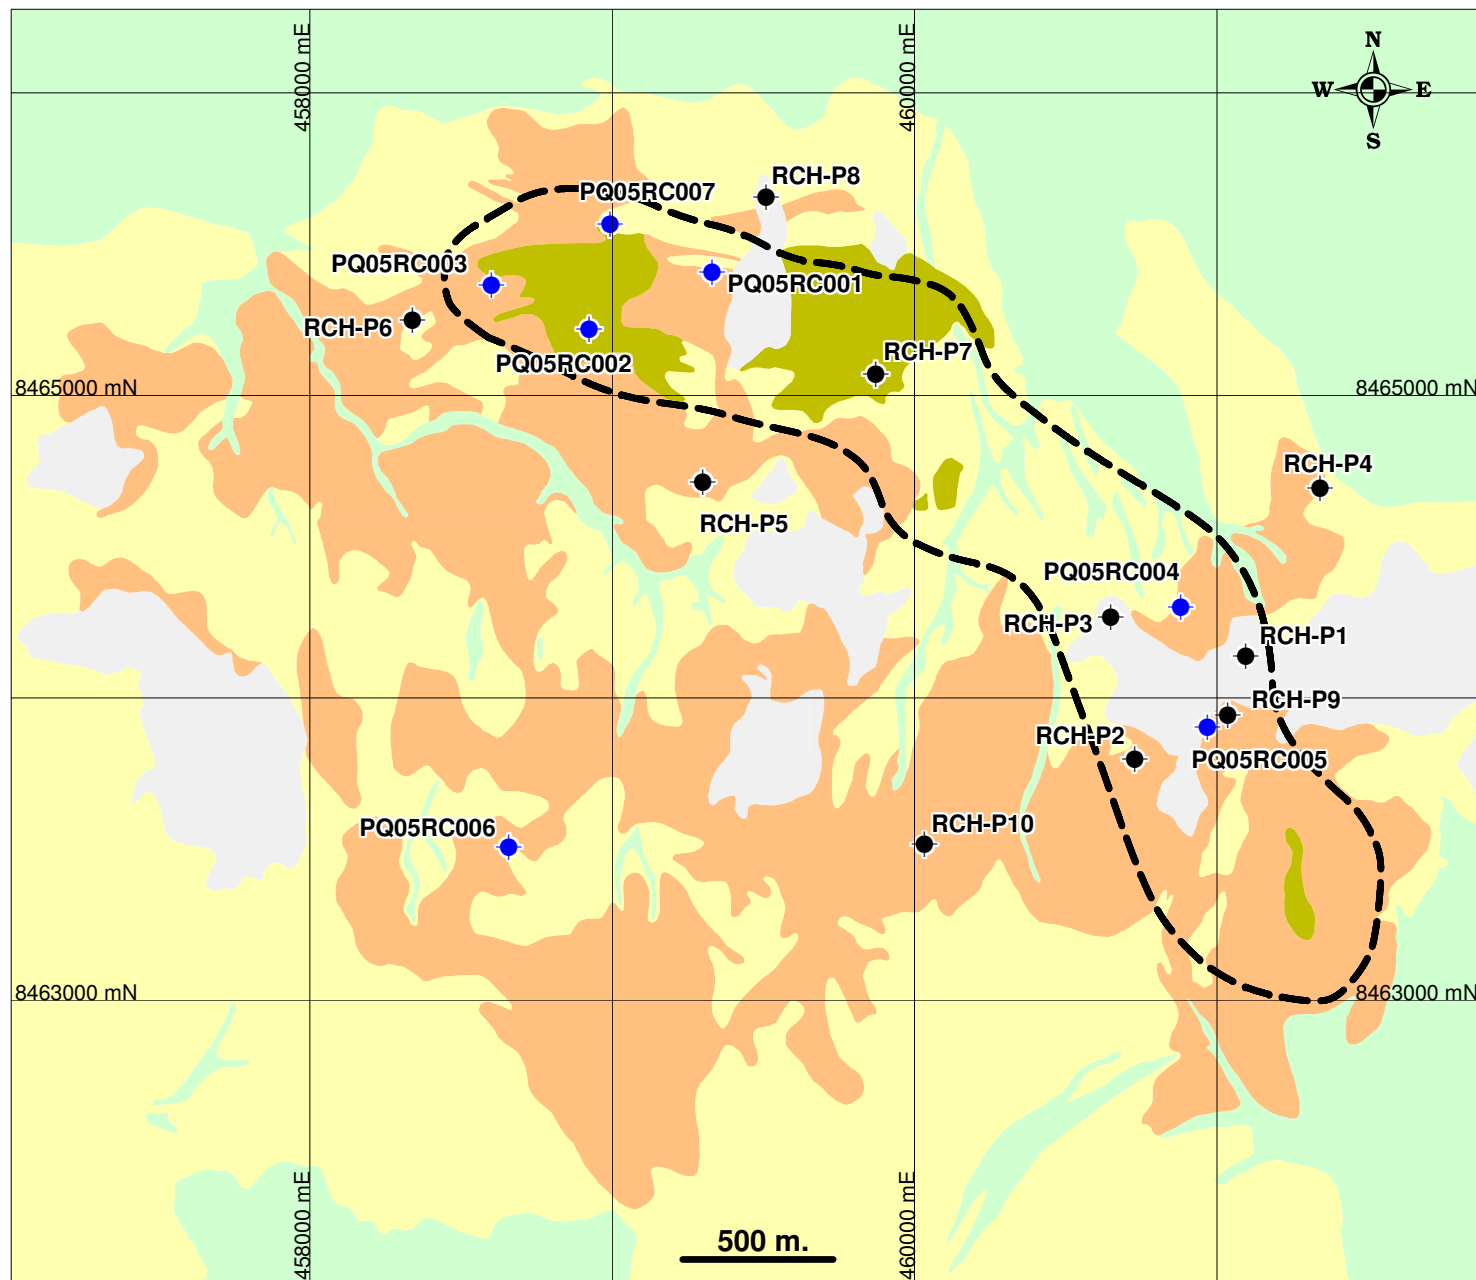 458000 mE
460000 mE
N
W
E
S
RCH-P8
PQ05RC007
PQ05RC003
PQ05RC001
RCH-P6
RCH-P7
PQ05RC002
8465000 mN
8465000 mN
RCH-P4
RCH-P5
PQ05RC004
RCH-P3
RCH-P1
RCH-P9
RCH-P2
PQ05RC005
RCH-P10
PQ05RC006
8463000 mN
8463000 mN
458000 mE
460000 mE
500 m.